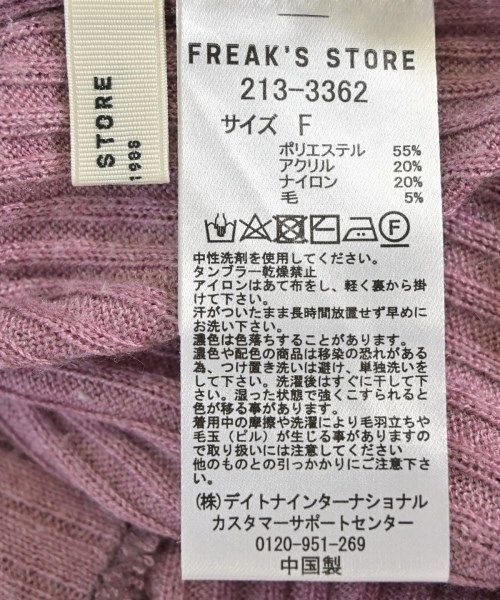 STORE
1986
FREAK'S STORE
213-3362
サイズ F
ポリエステル 55%
アクリル 20%
ナイロン 20%
毛 5%
F
中性洗剤を使用してください。
タンブラー乾燥禁止
アイロンはあて布をし、軽く裏から掛
けて下さい。
汗がついたまま長時間放置せず早めに
お洗い下さい。
濃色は色落ちすることがあります。
濃色や配色の商品は移染の恐れがある
為、つけ置き洗いは避け、単独洗いをし
て下さい。洗濯後はすぐに干して下
さい。湿った状態で強くこすられると
色が移る事があります。
着用中の摩擦や洗濯により毛羽立ちや
毛玉（ピル）が生じる事がありますの
で取り扱いには注意してください
他のものとの引っかかりにご注意下さ
い。
(株)デイトナインターナショナル
カスタマーサポートセンター
0120-951-269
中国製